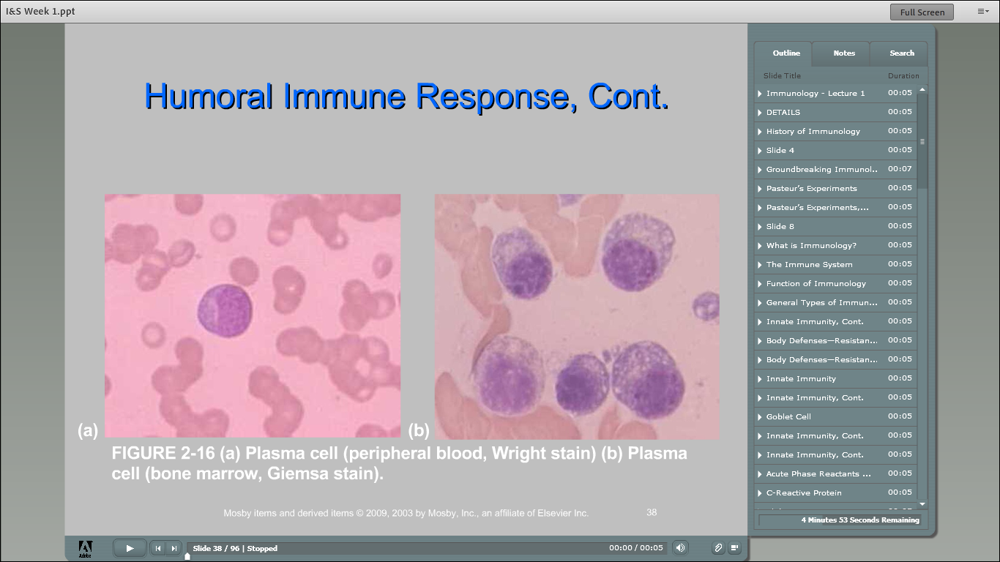 I&S Week 1.ppt
Full Screen
Humoral Immune Response, Cont.
(a)
(b)
FIGURE 2-16 (a) Plasma cell (peripheral blood, Wright stain) (b) Plasma
cell (bone marrow, Giemsa stain).
Mosby items and derived items © 2009, 2003 by Mosby, Inc., an affiliate of Elsevier Inc.
38
Outline Notes Search
Slide Title Duration
Immunology - Lecture 1 00:05
DETAILS 00:05
History of Immunology 00:05
Slide 4 00:05
Groundbreaking Immunol.. 00:07
Pasteur's Experiments 00:05
Pasteur's Experiments,... 00:05
Slide 8 00:05
What is Immunology? 00:05
The Immune System 00:05
Function of Immunology 00:05
General Types of Immun... 00:05
Innate Immunity, Cont. 00:05
Body Defenses—Resistan... 00:05
Body Defenses—Resistan... 00:05
Innate Immunity 00:05
Innate Immunity, Cont. 00:05
Goblet Cell 00:05
Innate Immunity, Cont. 00:05
Innate Immunity, Cont. 00:05
Acute Phase Reactants ... 00:05
C-Reactive Protein 00:05
4 Minutes 53 Seconds Remaining
Adobe
Slide 38 / 96 | Stopped
00:00 / 00:05